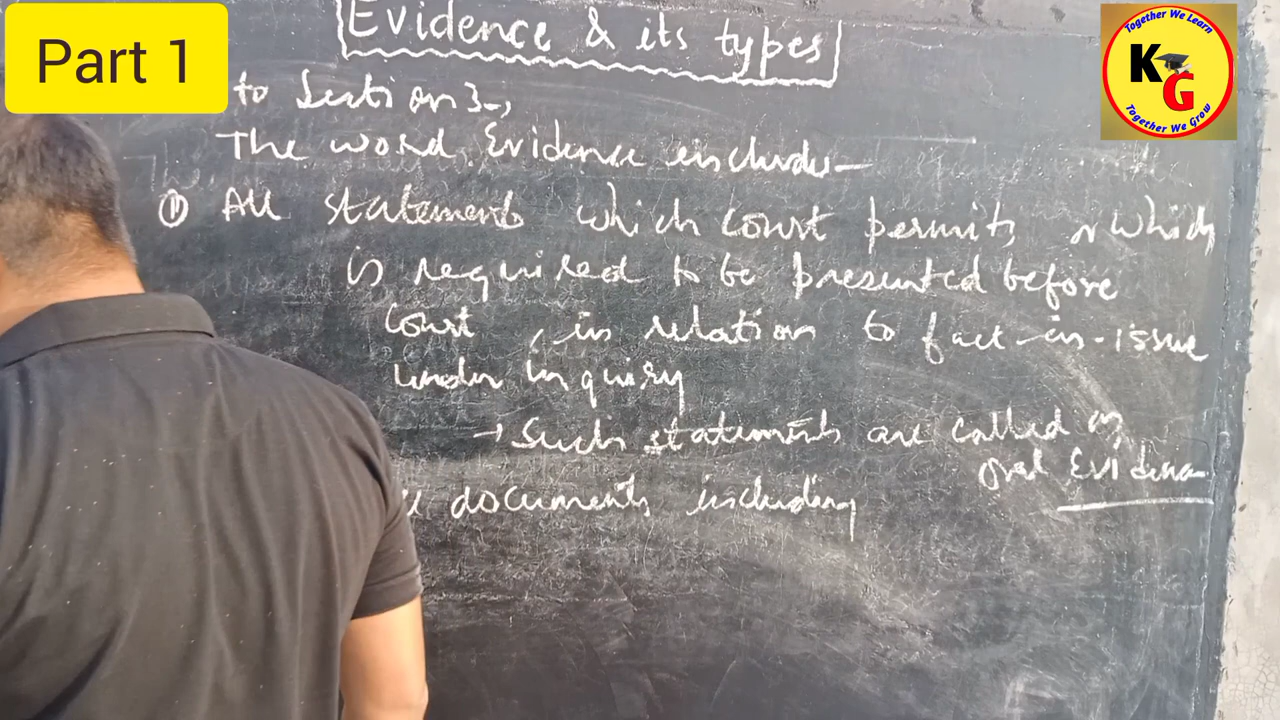 Part 1
Evidence & its types
to Section 3-,
The word Evidence include-
① All statements which Court permits or which
is required to be presented before
Court, in relation to fact-in-issue
under inquiry
→ Such statements are called as
oral Evidence
documents including
Together We Learn
KG
Together We Grow